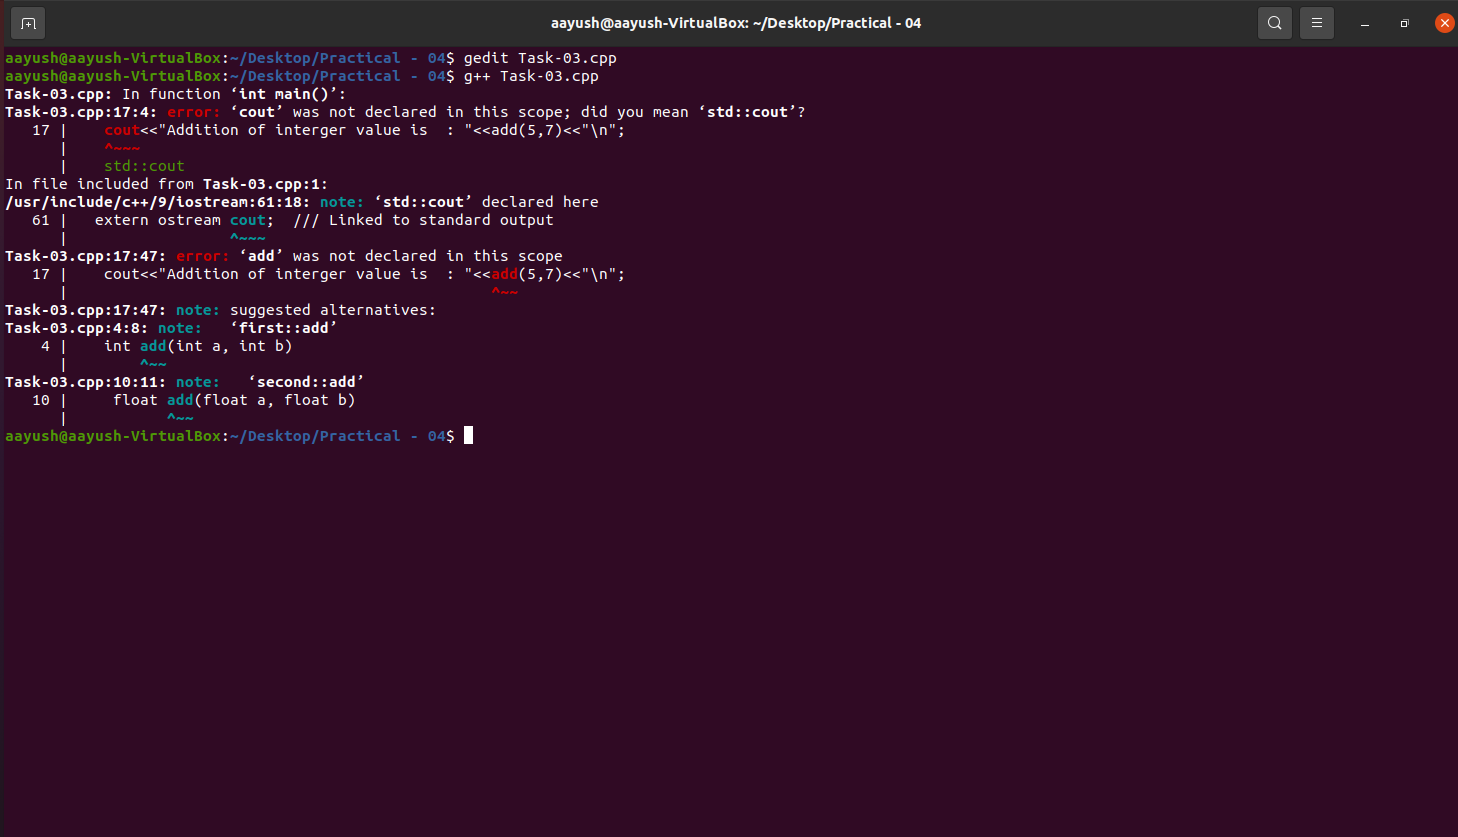 aayush@aayush-VirtualBox: ~/Desktop/Practical - 04
aayush@aayush-VirtualBox:~/Desktop/Practical - 04$ gedit Task-03.cpp
aayush@aayush-VirtualBox:~/Desktop/Practical - 04$ g++ Task-03.cpp
Task-03.cpp: In function ‘int main()’:
Task-03.cpp:17:4: error: ‘cout’ was not declared in this scope; did you mean ‘std::cout’?
   17 |    cout<<"Addition of interger value is  : "<<add(5,7)<<"\n";
      |    ^~~~
      |    std::cout
In file included from Task-03.cpp:1:
/usr/include/c++/9/iostream:61:18: note: ‘std::cout’ declared here
   61 |   extern ostream cout;  /// Linked to standard output
      |                  ^~~~
Task-03.cpp:17:47: error: ‘add’ was not declared in this scope
   17 |    cout<<"Addition of interger value is  : "<<add(5,7)<<"\n";
      |                                               ^~~
Task-03.cpp:17:47: note: suggested alternatives:
Task-03.cpp:4:8: note:   ‘first::add’
    4 |    int add(int a, int b)
      |        ^~~
Task-03.cpp:10:11: note:   ‘second::add’
   10 |     float add(float a, float b)
      |           ^~~
aayush@aayush-VirtualBox:~/Desktop/Practical - 04$